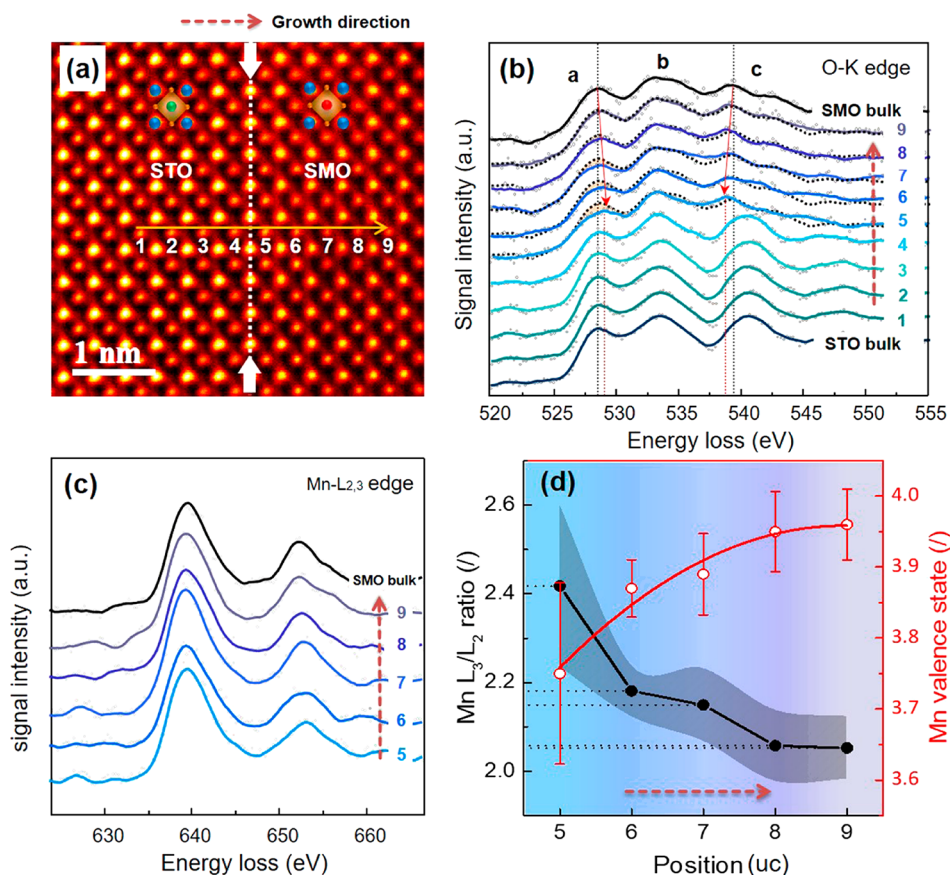 Growth direction
(a)
STO
SMO
1 2 3 4 5 6 7 8 9
1 nm
(b)
a
b
c
O-K edge
SMO bulk
9
8
7
6
5
4
3
2
1
STO bulk
Signal intensity (a.u.)
520 525 530 535 540 545 550 555
Energy loss (eV)
(c)
Mn-L2,3 edge
SMO bulk
9
8
7
6
5
signal intensity (a.u.)
630 640 650 660
Energy loss (eV)
(d)
2.6
2.4
2.2
2.0
Mn L3/L2 ratio (/)
4.0
3.9
3.8
3.7
3.6
Mn valence state (/)
5 6 7 8 9
Position (uc)